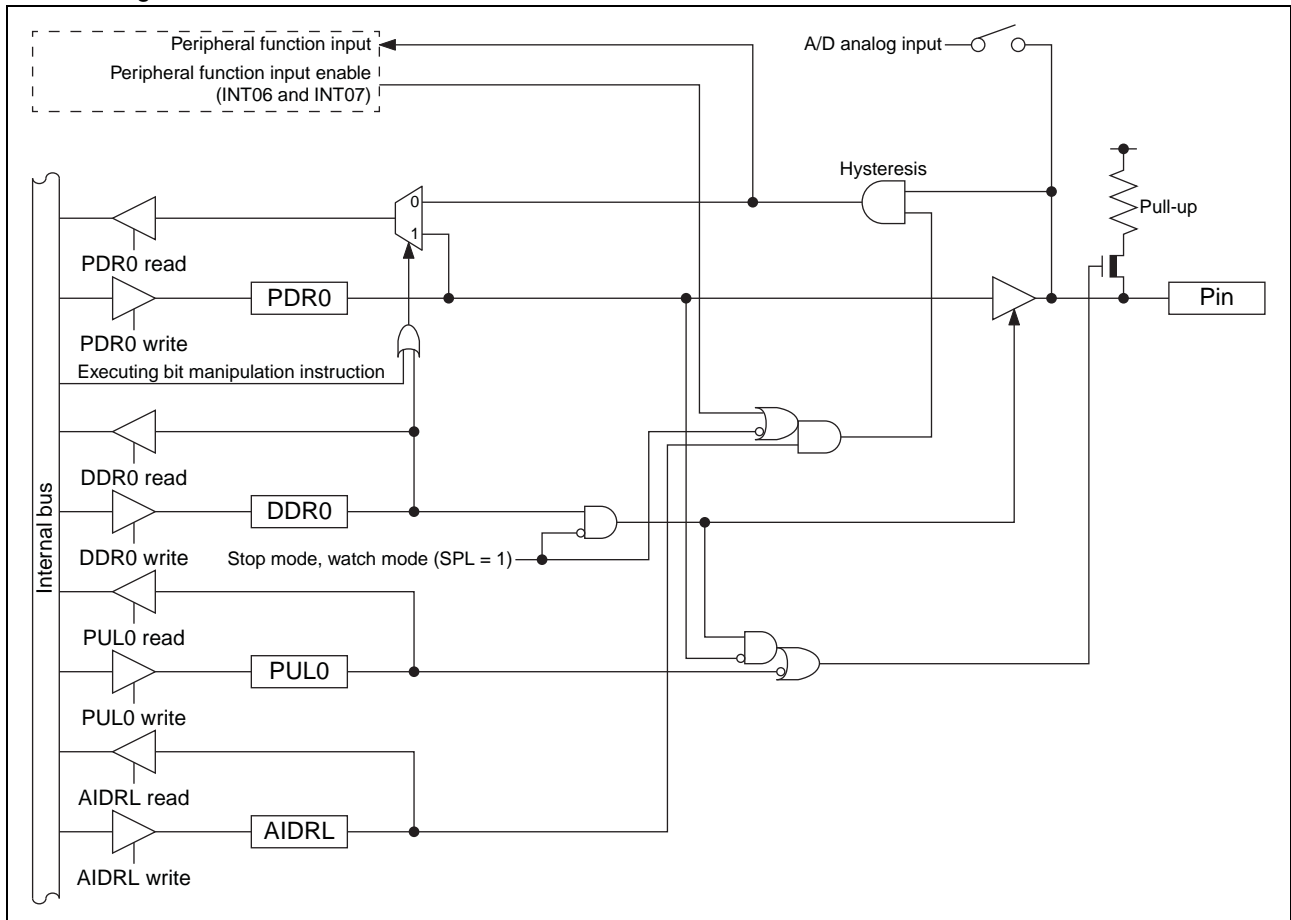 Peripheral function input
Peripheral function input enable
(INT06 and INT07)
A/D analog input
Hysteresis
Pull-up
0
1
PDR0 read
PDR0
Pin
PDR0 write
Executing bit manipulation instruction
DDR0 read
DDR0
DDR0 write
Stop mode, watch mode (SPL = 1)
Internal bus
PUL0 read
PUL0
PUL0 write
AIDRL read
AIDRL
AIDRL write